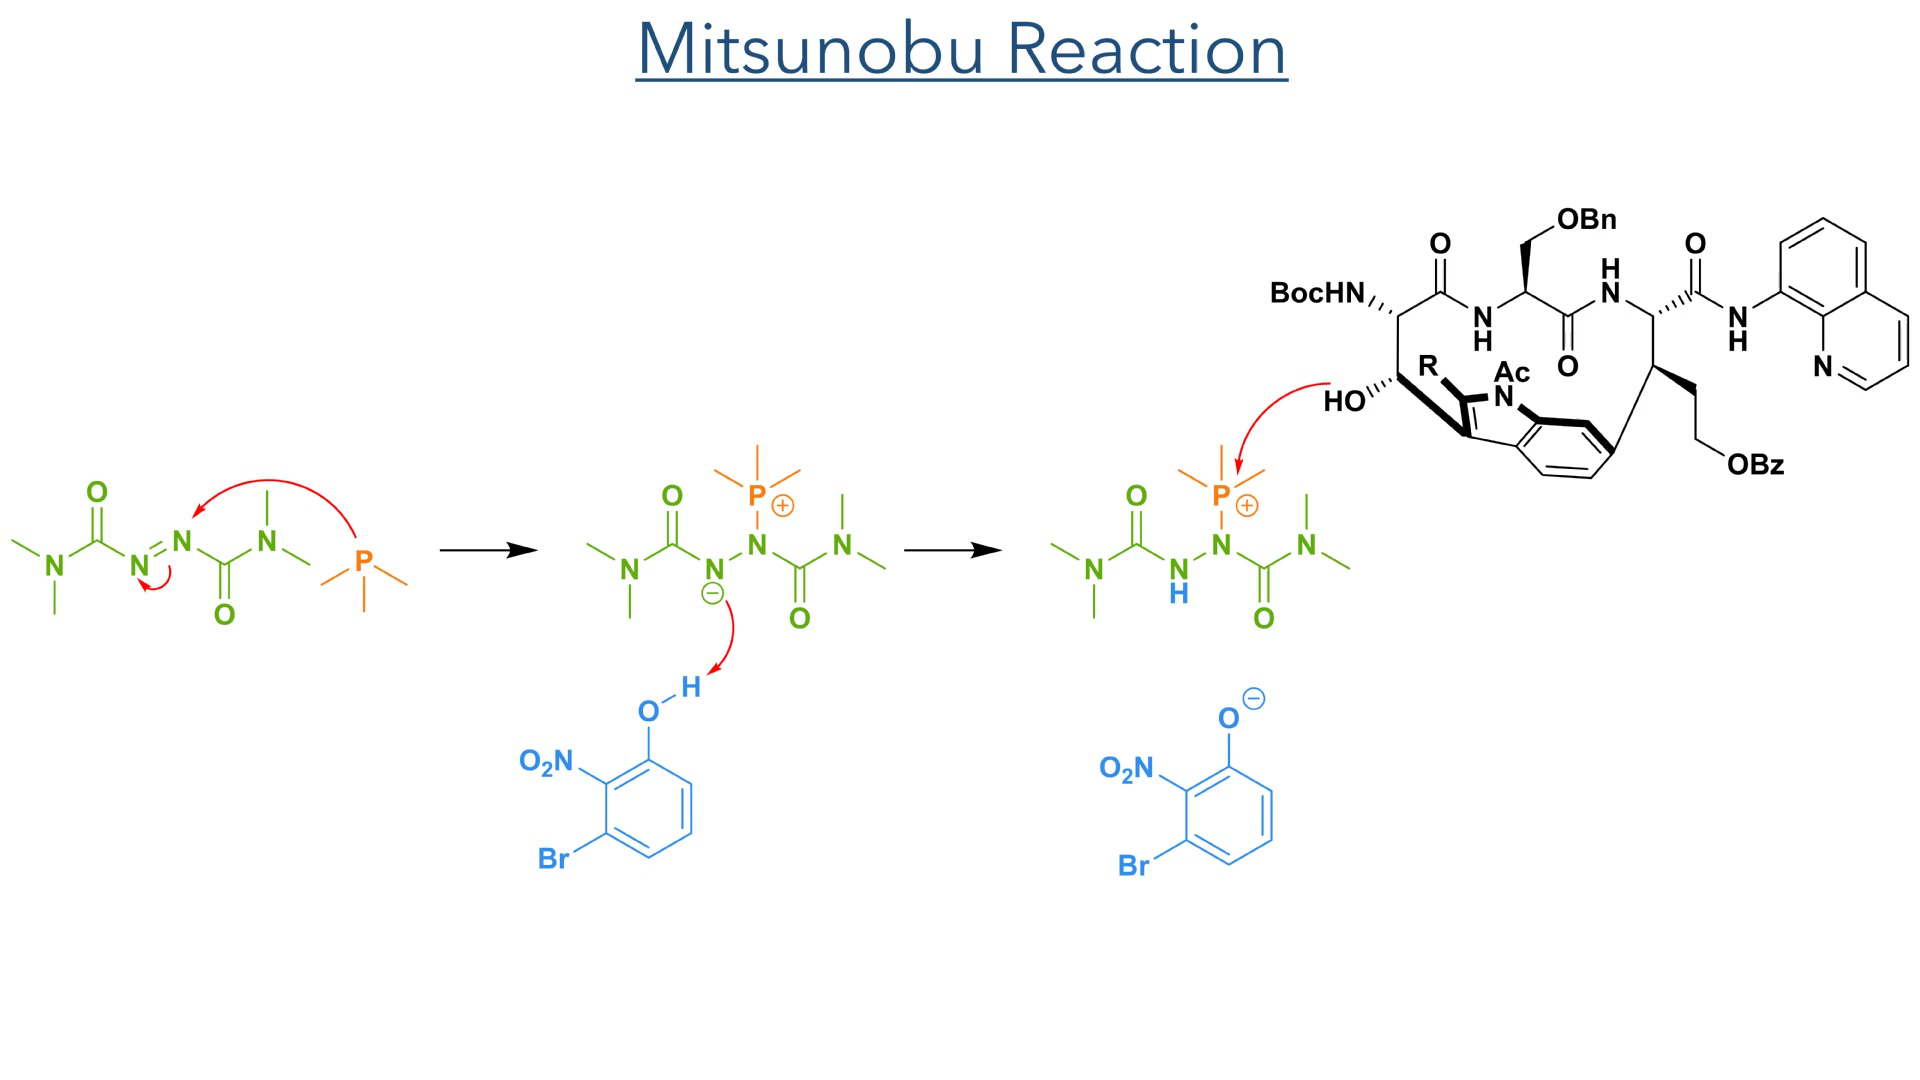 Mitsunobu Reaction
OBn
O
O
H
BocHN
N
N
H
N
H
R
Ac
O
N
N
HO
OBz
O
N
N
N
O
P
O
P
⊕
N
N
N
N
⊖
O
H
O
O₂N
Br
O
P
⊕
N
N
N
N
H
O
⊖
O
O₂N
Br